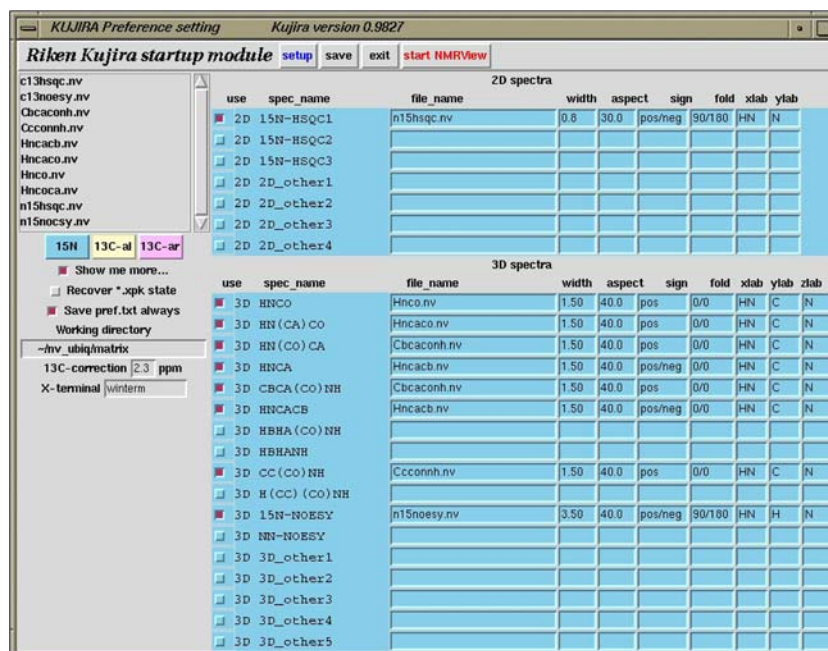 KUJIRA Preference setting Kujira version 0.9827
Riken Kujira startup module setup save exit start NMRView
c13hsqc.nv
c13noesy.nv
Cbcaconh.nv
Ccconnh.nv
Hncacb.nv
Hncaco.nv
Hnco.nv
Hncoca.nv
n15hsqc.nv
n15nocsy.nv
15N 13C-al 13C-ar
Show me more...
Recover *.xpk state
Save pref.txt always
Working directory
~/nv_ubiq/matrix
13C-correction 2.3 ppm
X-terminal winterm
2D spectra
use spec_name file_name width aspect sign fold xlab ylab
2D 15N-HSQC1 n15hsqc.nv 0.8 30.0 pos/neg 90/180 HN N
2D 15N-HSQC2
2D 15N-HSQC3
2D 2D_other1
2D 2D_other2
2D 2D_other3
2D 2D_other4
3D spectra
use spec_name file_name width aspect sign fold xlab ylab zlab
3D HNCO Hnco.nv 1.50 40.0 pos 0/0 HN C N
3D HN(CA)CO Hncaco.nv 1.50 40.0 pos 0/0 HN C N
3D HN(CO)CA Cbcaconh.nv 1.50 40.0 pos 0/0 HN C N
3D HNCA Hncacb.nv 1.50 40.0 pos/neg 0/0 HN C N
3D CBCA(CO)NH Cbcaconh.nv 1.50 40.0 pos 0/0 HN C N
3D HNCACB Hncacb.nv 1.50 40.0 pos/neg 0/0 HN C N
3D HBHA(CO)NH
3D HBHANH
3D CC(CO)NH Ccconnh.nv 1.50 40.0 pos 0/0 HN C N
3D H(CC)(CO)NH
3D 15N-NOESY n15noesy.nv 3.50 40.0 pos/neg 90/180 HN H N
3D NN-NOESY
3D 3D_other1
3D 3D_other2
3D 3D_other3
3D 3D_other4
3D 3D_other5